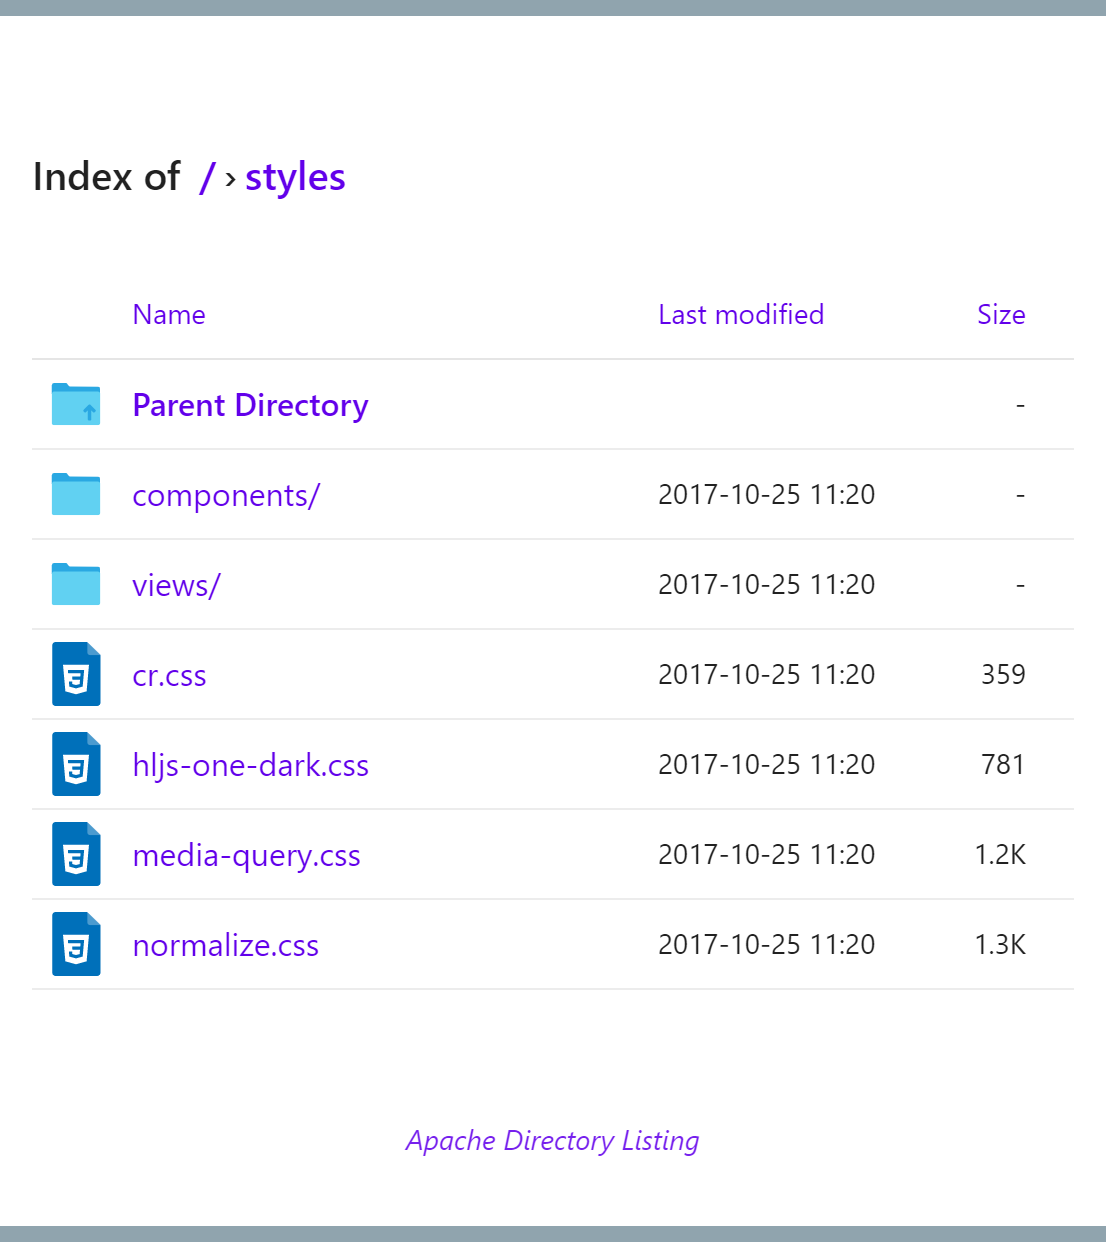 Index of / › styles
Name Last modified Size
Parent Directory -
components/ 2017-10-25 11:20 -
views/ 2017-10-25 11:20 -
cr.css 2017-10-25 11:20 359
hljs-one-dark.css 2017-10-25 11:20 781
media-query.css 2017-10-25 11:20 1.2K
normalize.css 2017-10-25 11:20 1.3K
Apache Directory Listing